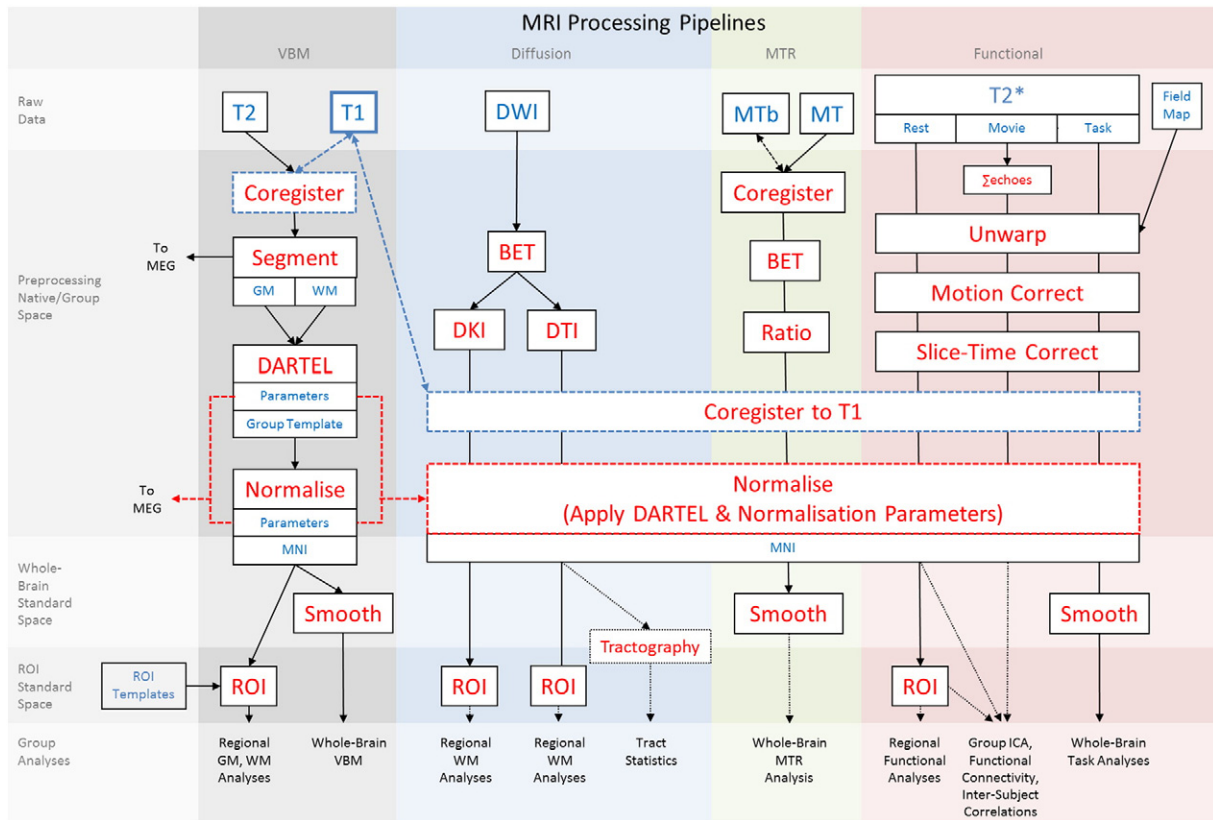 MRI Processing Pipelines
VBM
Diffusion
MTR
Functional
Raw
Data
T2
T1
DWI
MTb
MT
T2*
Rest
Movie
Task
Field
Map
Preprocessing
Native/Group
Space
Coregister
Coregister
∑echoes
To
MEG
Segment
GM
WM
BET
BET
Unwarp
Motion Correct
DKI
DTI
Ratio
Slice-Time Correct
DARTEL
Parameters
Group Template
Coregister to T1
To
MEG
Normalise
Parameters
MNI
Normalise
(Apply DARTEL & Normalisation Parameters)
MNI
Whole-
Brain
Standard
Space
Smooth
Tractography
Smooth
Smooth
ROI
Standard
Space
ROI
Templates
ROI
ROI
ROI
ROI
Group
Analyses
Regional
GM, WM
Analyses
Whole-Brain
VBM
Regional
WM
Analyses
Regional
WM
Analyses
Tract
Statistics
Whole-Brain
MTR
Analysis
Regional
Functional
Analyses
Group ICA,
Functional
Connectivity,
Inter-Subject
Correlations
Whole-Brain
Task Analyses